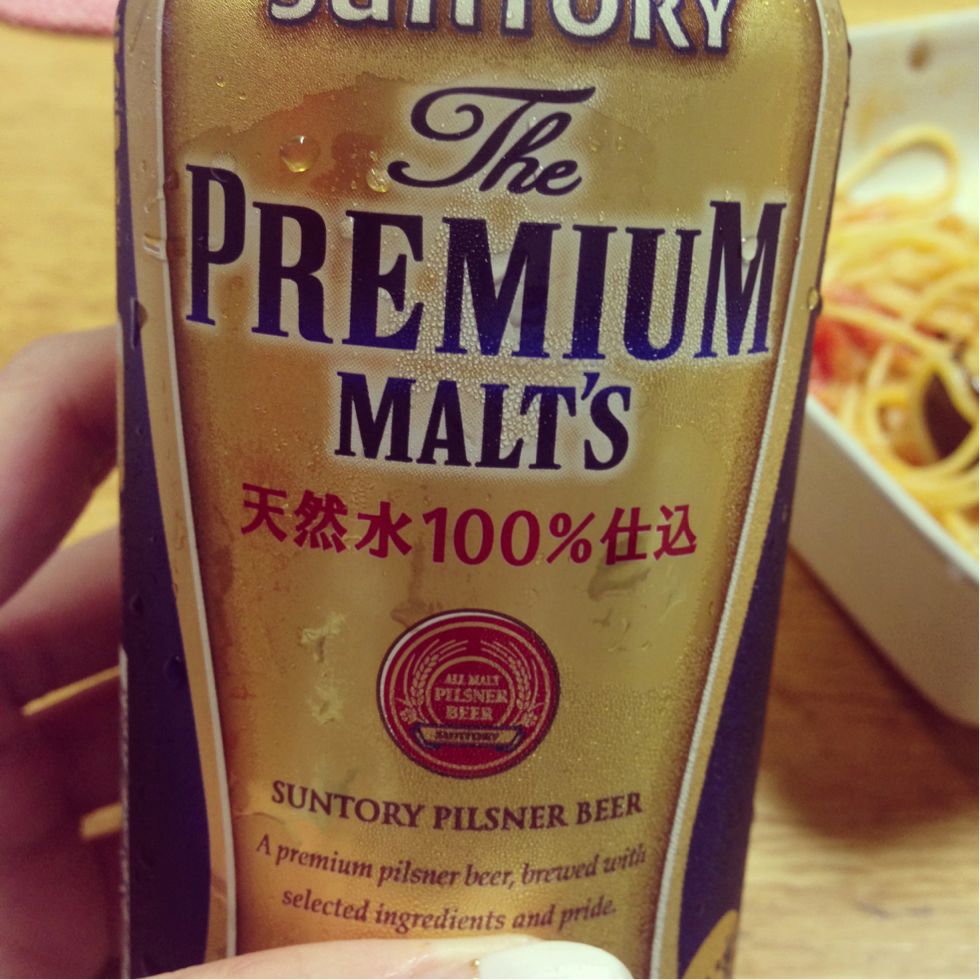 SUNTORY
The
PREMIUM
MALT'S
天然水100%仕込
ALL MALT
PILSNER
BEER
SUNTORY
SUNTORY PILSNER BEER
A premium pilsner beer, brewed with
selected ingredients and pride.